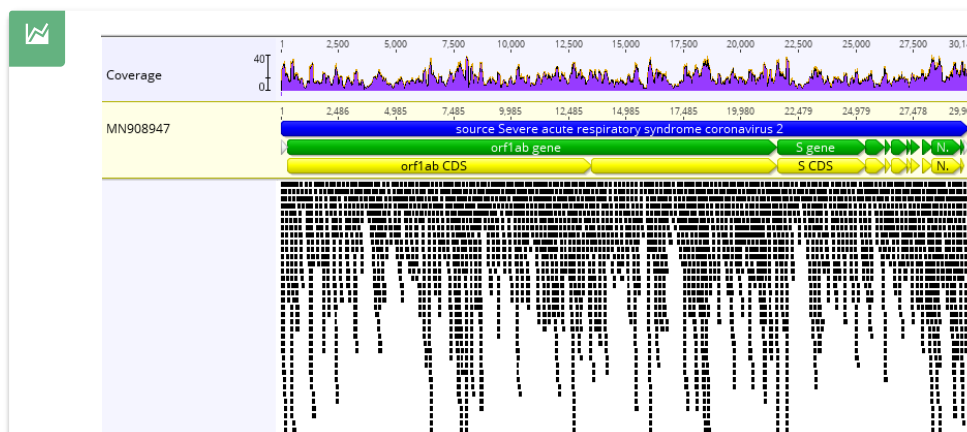 1 2,500 5,000 7,500 10,000 12,500 15,000 17,500 20,000 22,500 25,000 27,500
40
Coverage
0
1 2,486 4,985 7,485 9,985 12,485 14,985 17,485 19,980 22,479 24,979 27,478
MN908947
source Severe acute respiratory syndrome coronavirus 2
orf1ab gene S gene N.
orf1ab CDS S CDS N.